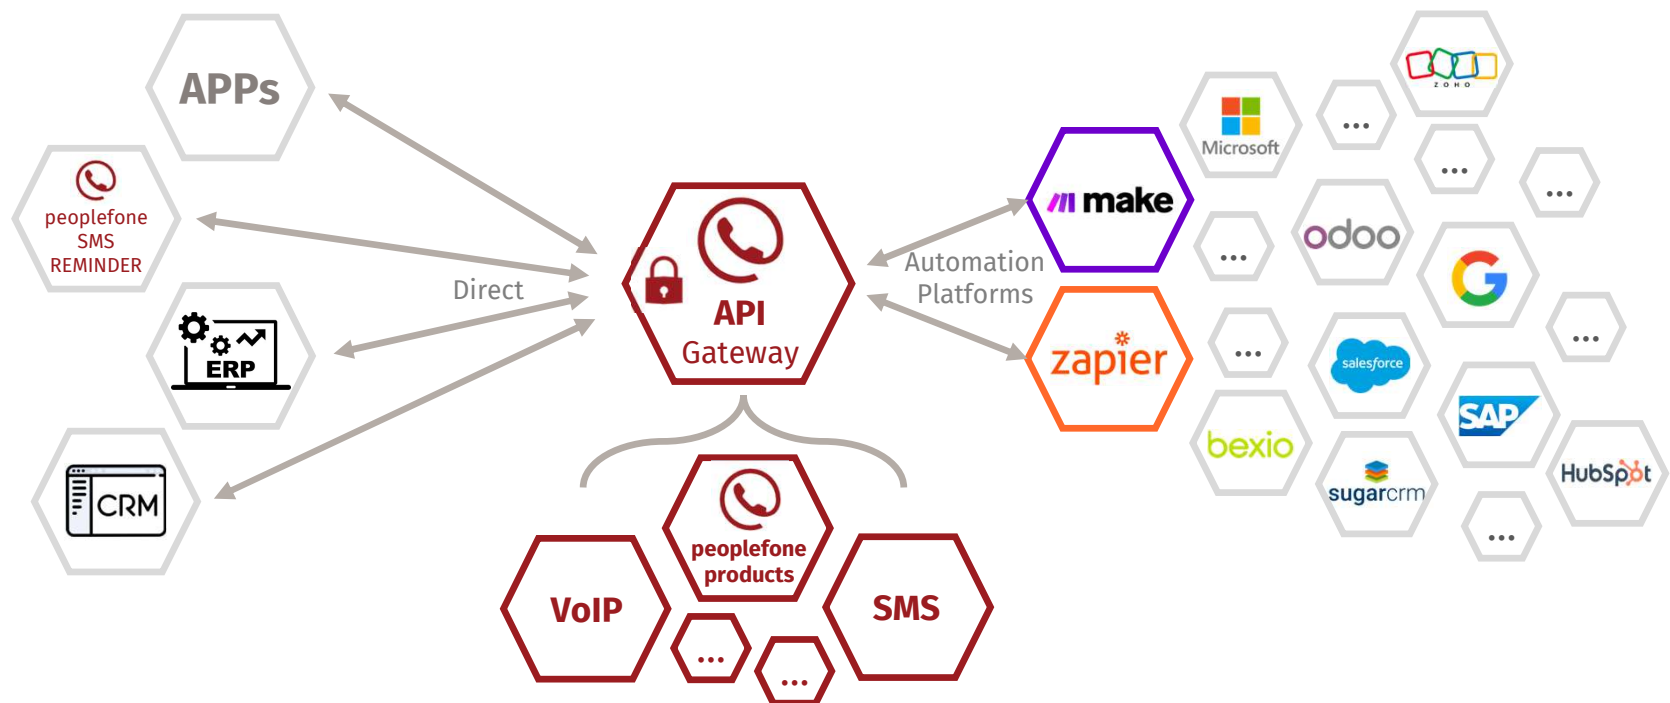 APPs
peoplefone
SMS
REMINDER
ERP
CRM
Direct
API
Gateway
Automation
Platforms
make
zapier
peoplefone
products
VoIP
SMS
...
...
ZOHO
Microsoft
...
...
...
odoo
...
Google
...
...
salesforce
SAP
bexio
sugarcrm
HubSpot
...